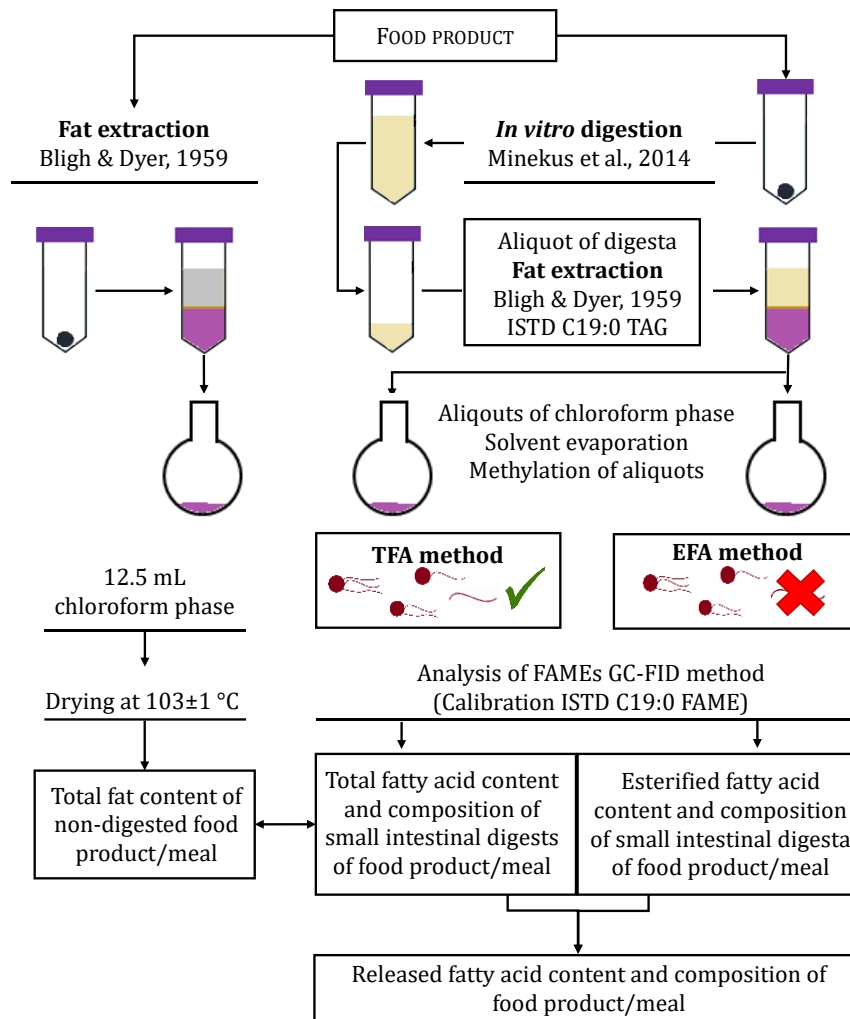 FOOD PRODUCT
Fat extraction
Bligh & Dyer, 1959
In vitro digestion
Minekus et al., 2014
Aliquot of digesta
Fat extraction
Bligh & Dyer, 1959
ISTD C19:0 TAG
Aliqouts of chloroform phase
Solvent evaporation
Methylation of aliquots
TFA method
EFA method
12.5 mL
chloroform phase
Drying at 103±1 °C
Analysis of FAMEs GC-FID method
(Calibration ISTD C19:0 FAME)
Total fat content of
non-digested food
product/meal
Total fatty acid content
and composition of
small intestinal digests
of food product/meal
Esterified fatty acid
content and composition
of small intestinal digesta
of food product/meal
Released fatty acid content and composition of
food product/meal